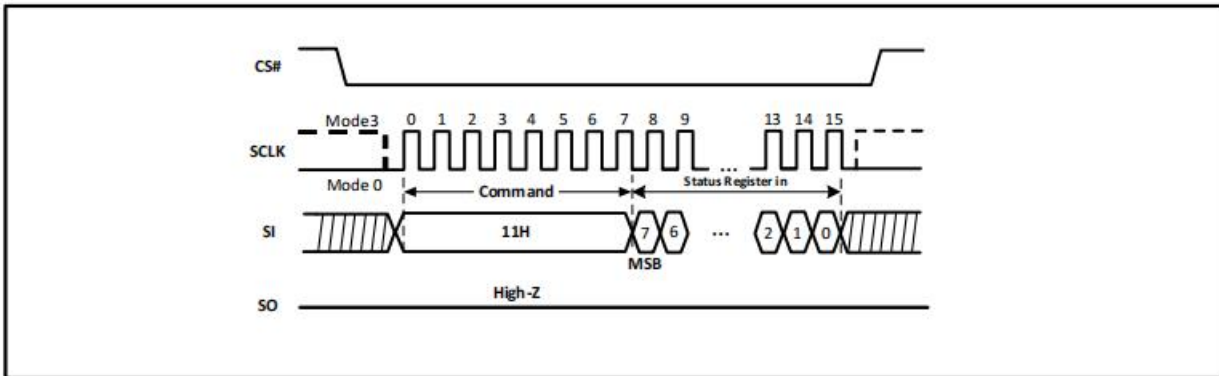 CS#
Mode3 0 1 2 3 4 5 6 7 8 9 13 14 15
SCLK ...
Mode 0 Command Status Register in
SI 11H 7 6 ... 2 1 0
MSB
High-Z
SO